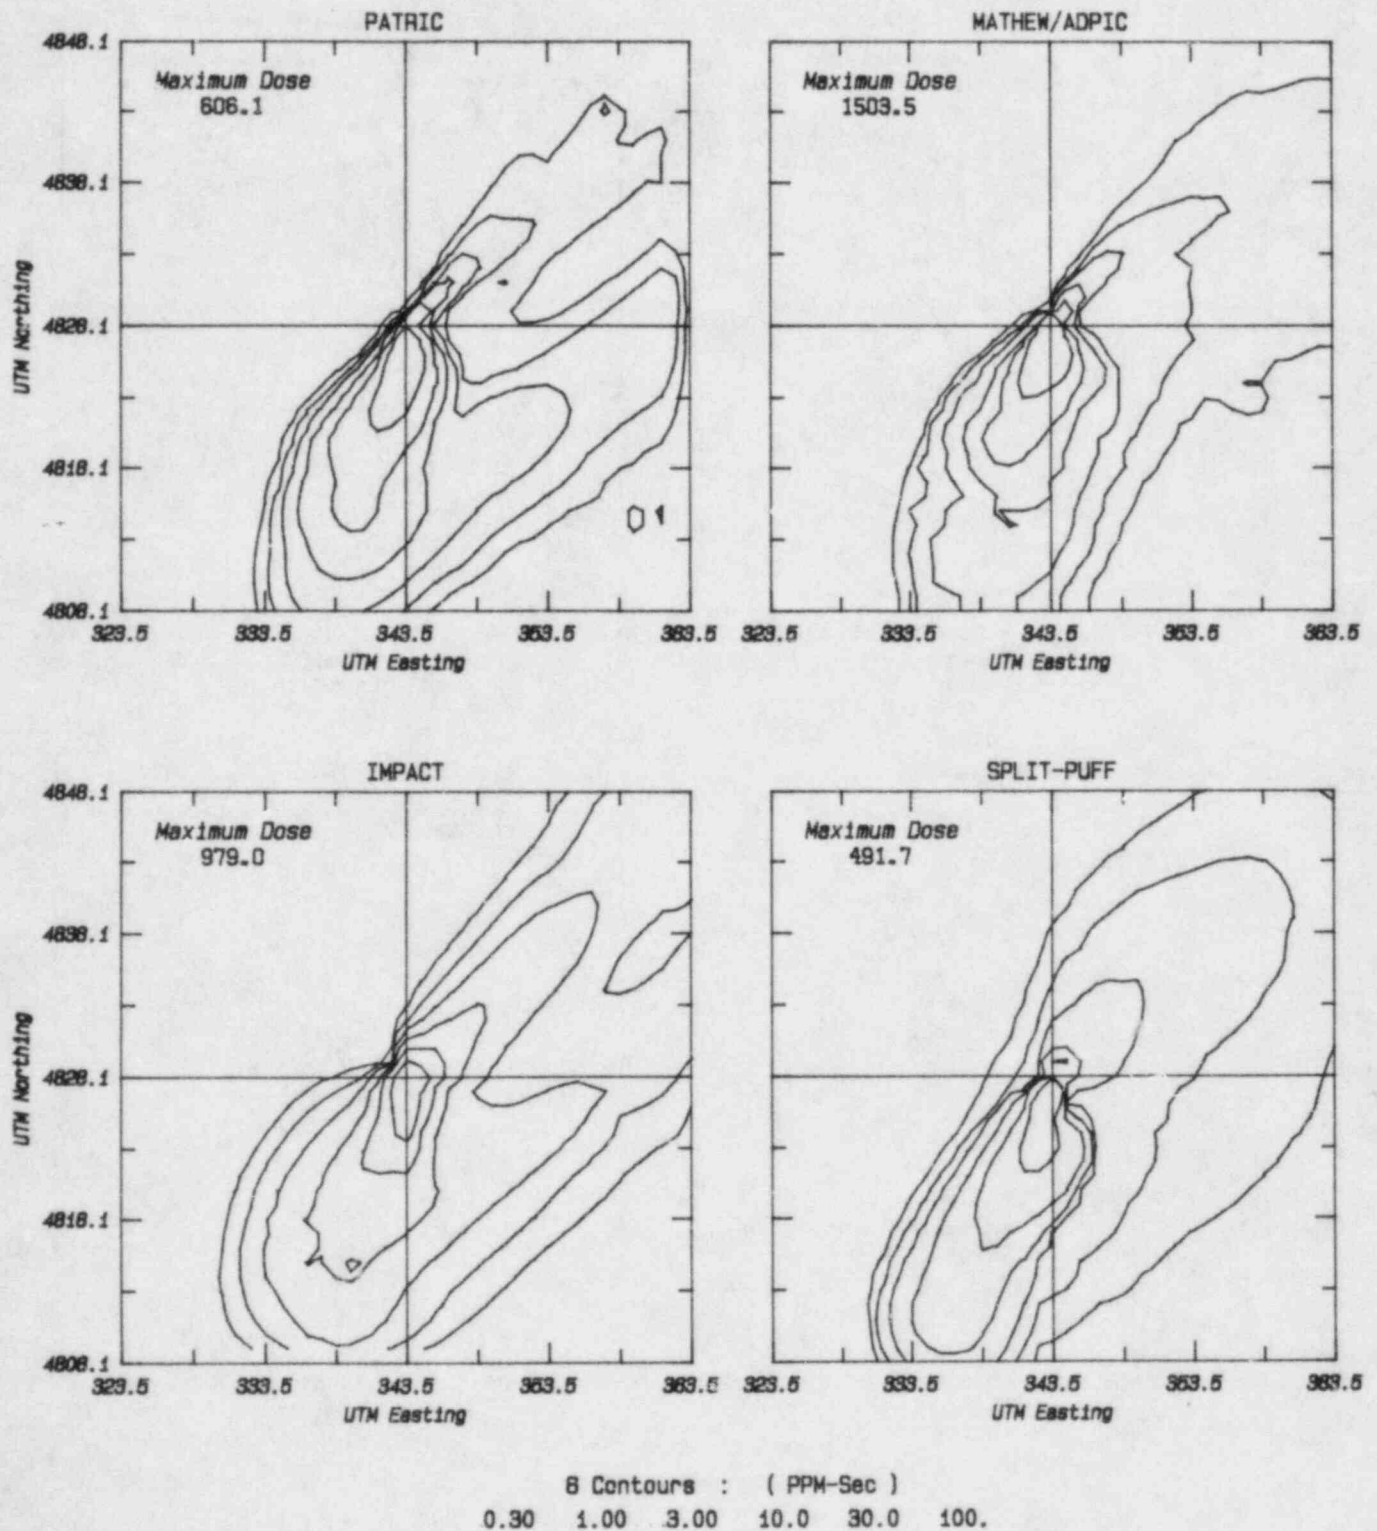 PATRIC
Maximum Dose
606.1
4848.1
4838.1
4828.1
4818.1
4808.1
UTM Northing
323.5 333.5 343.5 353.5 363.5
UTM Easting
MATHEW/ADPIC
Maximum Dose
1503.5
323.5 333.5 343.5 353.5 363.5
UTM Easting
IMPACT
Maximum Dose
979.0
4848.1
4838.1
4828.1
4818.1
4808.1
UTM Northing
323.5 333.5 343.5 353.5 363.5
UTM Easting
SPLIT-PUFF
Maximum Dose
491.7
323.5 333.5 343.5 353.5 363.5
UTM Easting
6 Contours : ( PPM-Sec )
0.30 1.00 3.00 10.0 30.0 100.